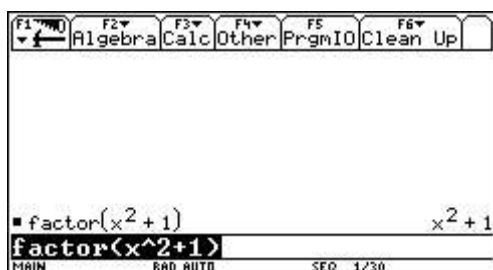 F1 F2 Algebra F3 Calc F4 Other F5 PrgmIO F6 Clean Up
factor(x² + 1) x² + 1
factor(x^2+1)
MAIN RAD AUTO SEQ 1/30